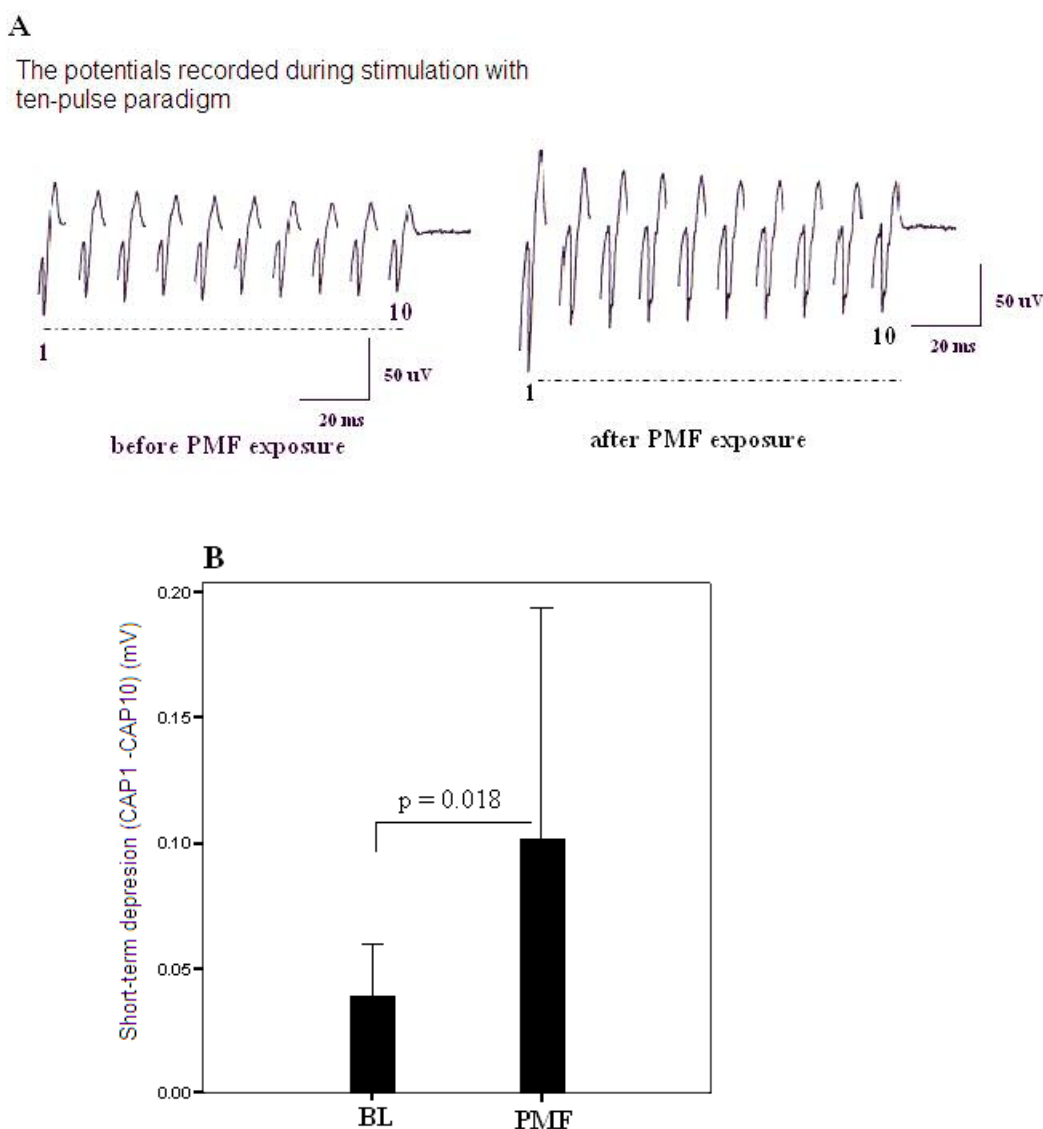 A
The potentials recorded during stimulation with
ten-pulse paradigm
1
10
50 uV
20 ms
before PMF exposure
1
10
50 uV
20 ms
after PMF exposure
B
Short-term depresion (CAP1 -CAP10) (mV)
0.20
0.15
0.10
0.05
0.00
p = 0.018
BL
PMF